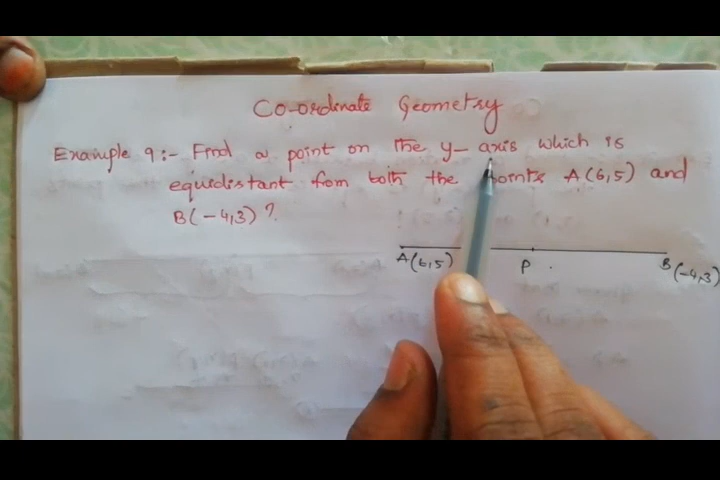 Co-ordinate Geometry
Example 9:- Find a point on the y-axis which is
equidistant from both the points A(6,5) and
B(-4,3)?
A(6,5) P B(-4,3)